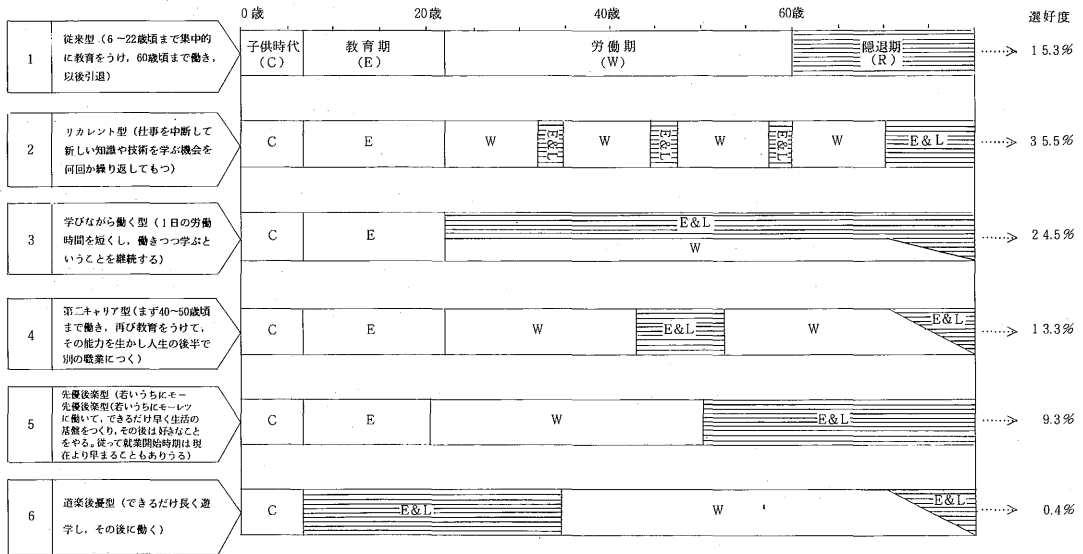 0歳 20歳 40歳 60歳 選好度
1
従来型（6～22歳頃まで集中的
に教育をうけ，60歳頃まで働き，
以後引退）
子供時代
(C)
教育期
(E)
労働期
(W)
隠退期
(R)
15.3%
2
リカレント型（仕事を中断して
新しい知識や技術を学ぶ機会を
何回か繰り返してもつ）
C E W E&L W E&L W E&L W E&L 35.5%
3
学びながら働く型（1日の労働
時間を短くし，働きつつ学ぶと
いうことを継続する）
C E E&L W 24.5%
4
第二キャリア型（まず40～50歳頃
まで働き，再び教育をうけて，
その能力を生かし人生の後半で
別の職業につく）
C E W E&L W E&L 13.3%
5
先優後楽型（若いうちにモー
先優後楽型（若いうちにモーレツ
に働いて，できるだけ早く生活の
基盤をつくり，その後は好きなこと
をやる。従って就業開始時期は現
在より早まることもありうる）
C E W E&L 9.3%
6
道楽後憂型（できるだけ長く遊
学し，その後に働く）
C E&L W E&L 0.4%